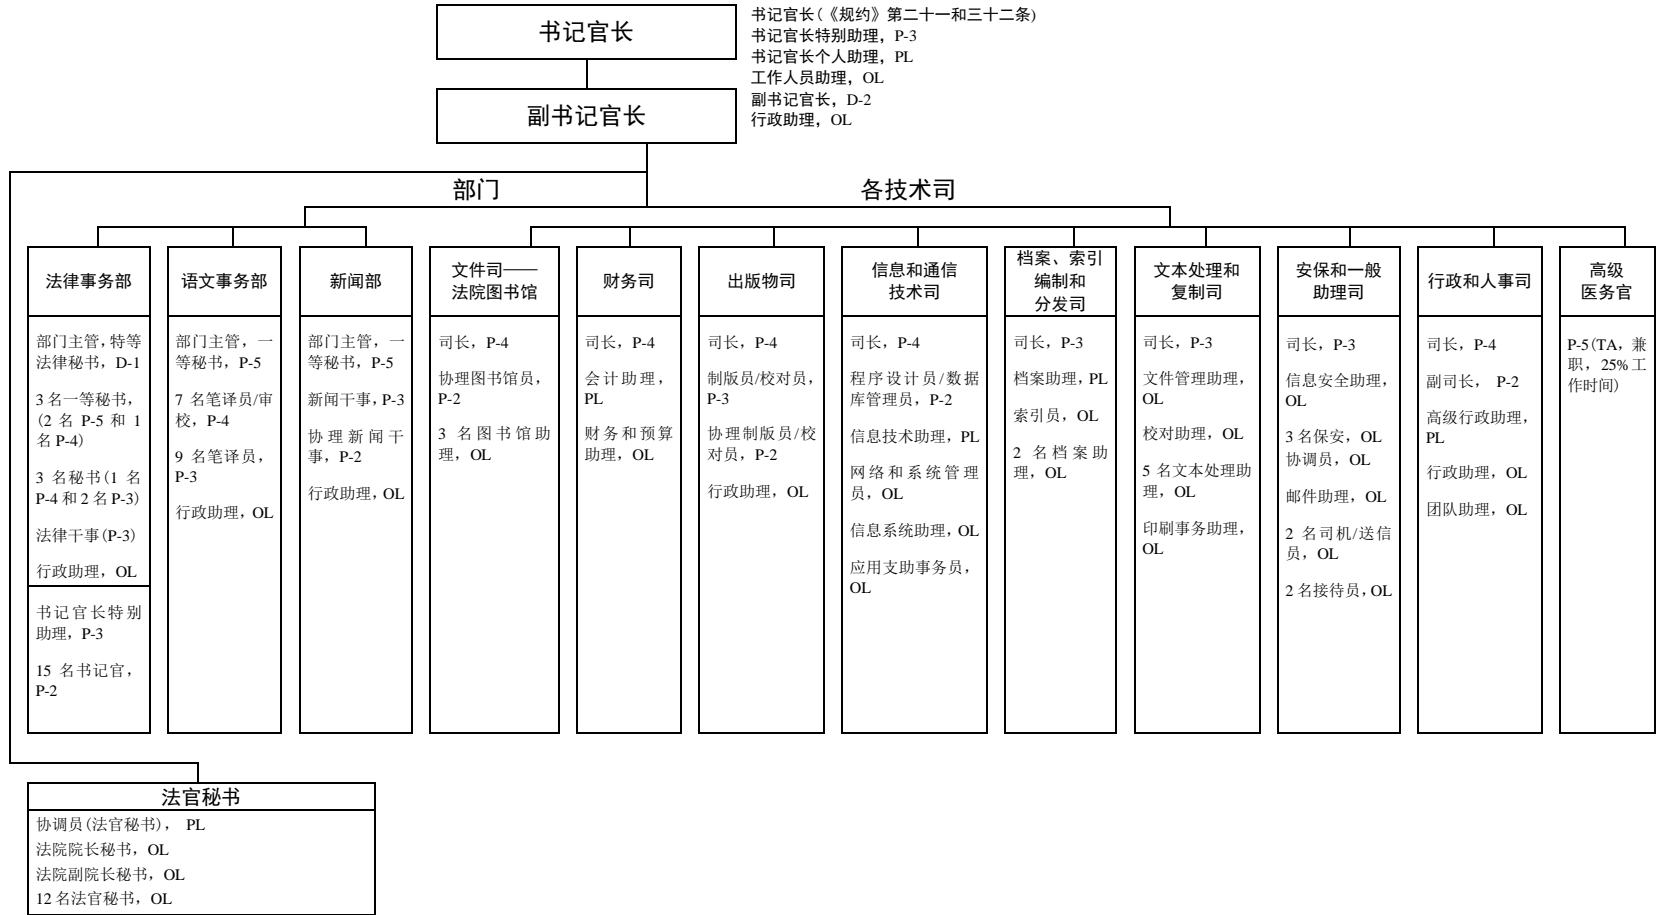 书记官长
副书记官长
书记官长(《规约》第二十一和三十二条)
书记官长特别助理，P-3
书记官长个人助理，PL
工作人员助理，OL
副书记官长，D-2
行政助理，OL
部门
各技术司
法律事务部
部门主管，特等
法律秘书，D-1
3名一等秘书，
(2 名 P-5 和 1
名 P-4)
3 名秘书(1 名
P-4 和 2 名 P-3)
法律干事(P-3)
行政助理，OL
书记官长特别
助理，P-3
15 名书记官，
P-2
语文事务部
部门主管，一
等秘书，P-5
7 名笔译员/审
校，P-4
9 名笔译员，
P-3
行政助理，OL
新闻部
部门主管，一
等秘书，P-5
新闻干事，P-3
协理新闻干
事，P-2
行政助理，OL
文件司——
法院图书馆
司长，P-4
协理图书馆员，
P-2
3 名图书馆助
理，OL
财务司
司长，P-4
会计助理，
PL
财务和预算
助理，OL
出版物司
司长，P-4
制版员/校对员，
P-3
协理制版员/校
对员，P-2
行政助理，OL
信息和通信
技术司
司长，P-4
程序设计员/数据
库管理员，P-2
信息技术助理，PL
网络和系统管理
员，OL
信息系统助理，OL
应用支助事务员，
OL
档案、索引
编制和
分发司
司长，P-3
档案助理，PL
索引员，OL
2 名档案助
理，OL
文本处理和
复制司
司长，P-3
文件管理助理，
OL
校对助理，OL
5 名文本处理助
理，OL
印刷事务助理，
OL
安保和一般
助理司
司长，P-3
信息安全助理，
OL
3 名保安，OL
协调员，OL
邮件助理，OL
2 名司机/送信
员，OL
2 名接待员，OL
行政和人事司
司长，P-4
副司长， P-2
高级行政助理，
PL
行政助理，OL
团队助理，OL
高级
医务官
P-5(TA，兼
职，25%工
作时间)
法官秘书
协调员(法官秘书)， PL
法院院长秘书，OL
法院副院长秘书，OL
12 名法官秘书，OL